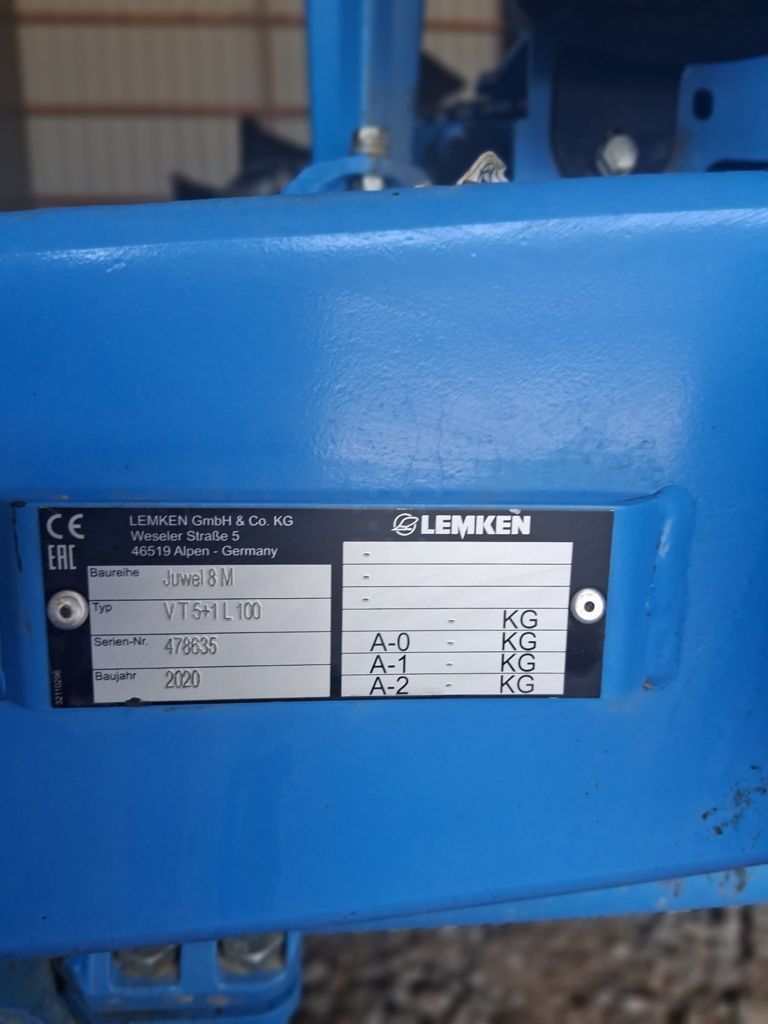 CE
EAC
LEMKEN GmbH & Co. KG
Weseler Straße 5
46519 Alpen - Germany
Baureihe Juwel 8 M
Typ V T 5+1 L 100
Serien-Nr. 478635
Baujahr 2020
32110296
LEMKEN
-
-
-
- KG
A-0 - KG
A-1 - KG
A-2 - KG